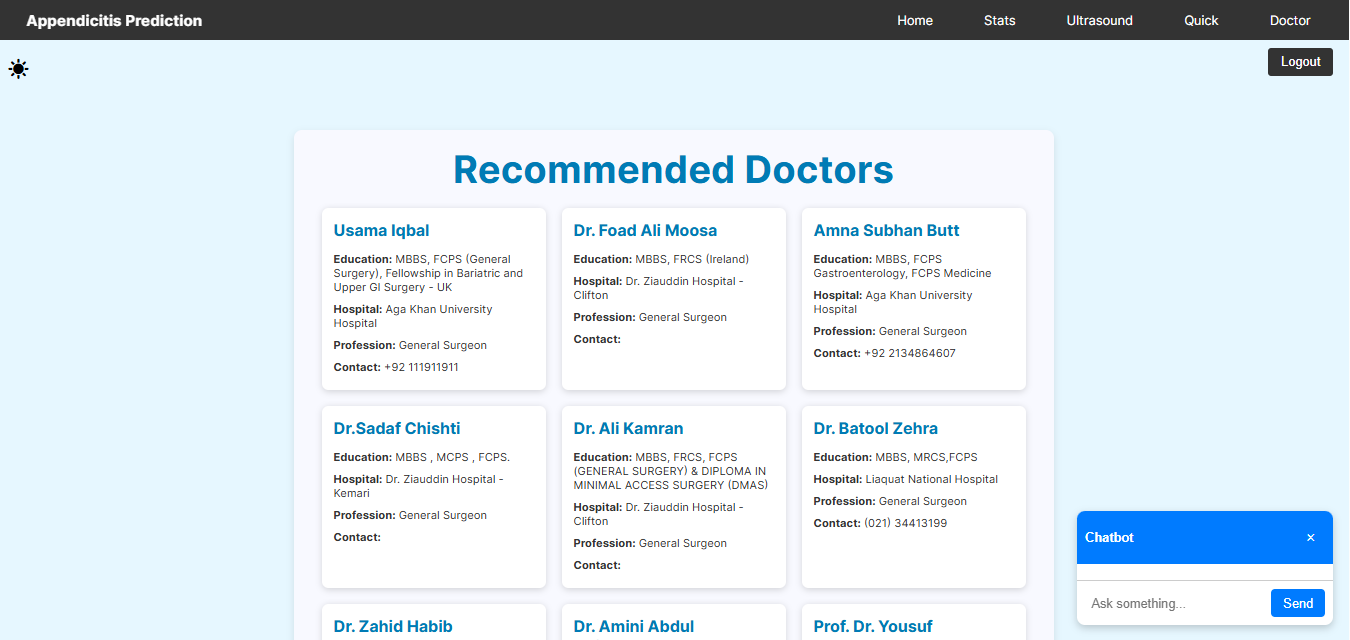 Appendicitis Prediction
Home
Stats
Ultrasound
Quick
Doctor
Logout
Recommended Doctors
Usama Iqbal
Education: MBBS, FCPS (General
Surgery), Fellowship in Bariatric and
Upper GI Surgery - UK
Hospital: Aga Khan University
Hospital
Profession: General Surgeon
Contact: +92 111911911
Dr. Foad Ali Moosa
Education: MBBS, FRCS (Ireland)
Hospital: Dr. Ziauddin Hospital -
Clifton
Profession: General Surgeon
Contact:
Amna Subhan Butt
Education: MBBS, FCPS
Gastroenterology, FCPS Medicine
Hospital: Aga Khan University
Hospital
Profession: General Surgeon
Contact: +92 2134864607
Dr.Sadaf Chishti
Education: MBBS , MCPS , FCPS.
Hospital: Dr. Ziauddin Hospital -
Kemari
Profession: General Surgeon
Contact:
Dr. Ali Kamran
Education: MBBS, FRCS, FCPS
(GENERAL SURGERY) & DIPLOMA IN
MINIMAL ACCESS SURGERY (DMAS)
Hospital: Dr. Ziauddin Hospital -
Clifton
Profession: General Surgeon
Contact:
Dr. Batool Zehra
Education: MBBS, MRCS,FCPS
Hospital: Liaquat National Hospital
Profession: General Surgeon
Contact: (021) 34413199
Dr. Zahid Habib
Dr. Amini Abdul
Prof. Dr. Yousuf
Chatbot
×
Ask something...
Send